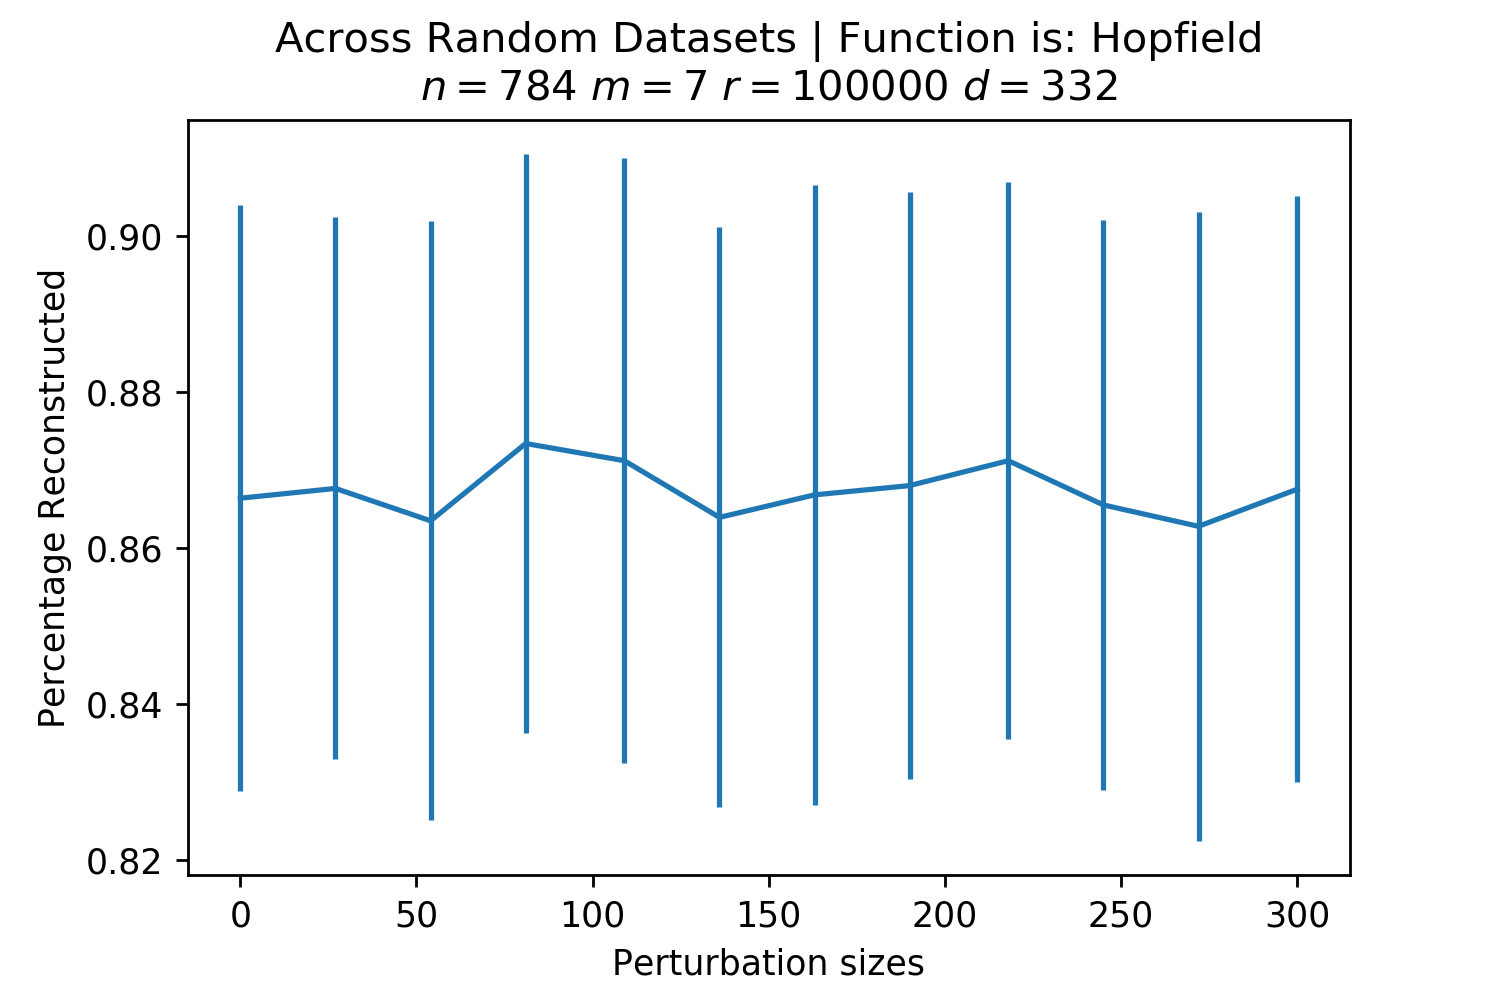 Across Random Datasets | Function is: Hopfield
n = 784 m = 7 r = 100000 d = 332
Percentage Reconstructed
0.90
0.88
0.86
0.84
0.82
0 50 100 150 200 250 300
Perturbation sizes